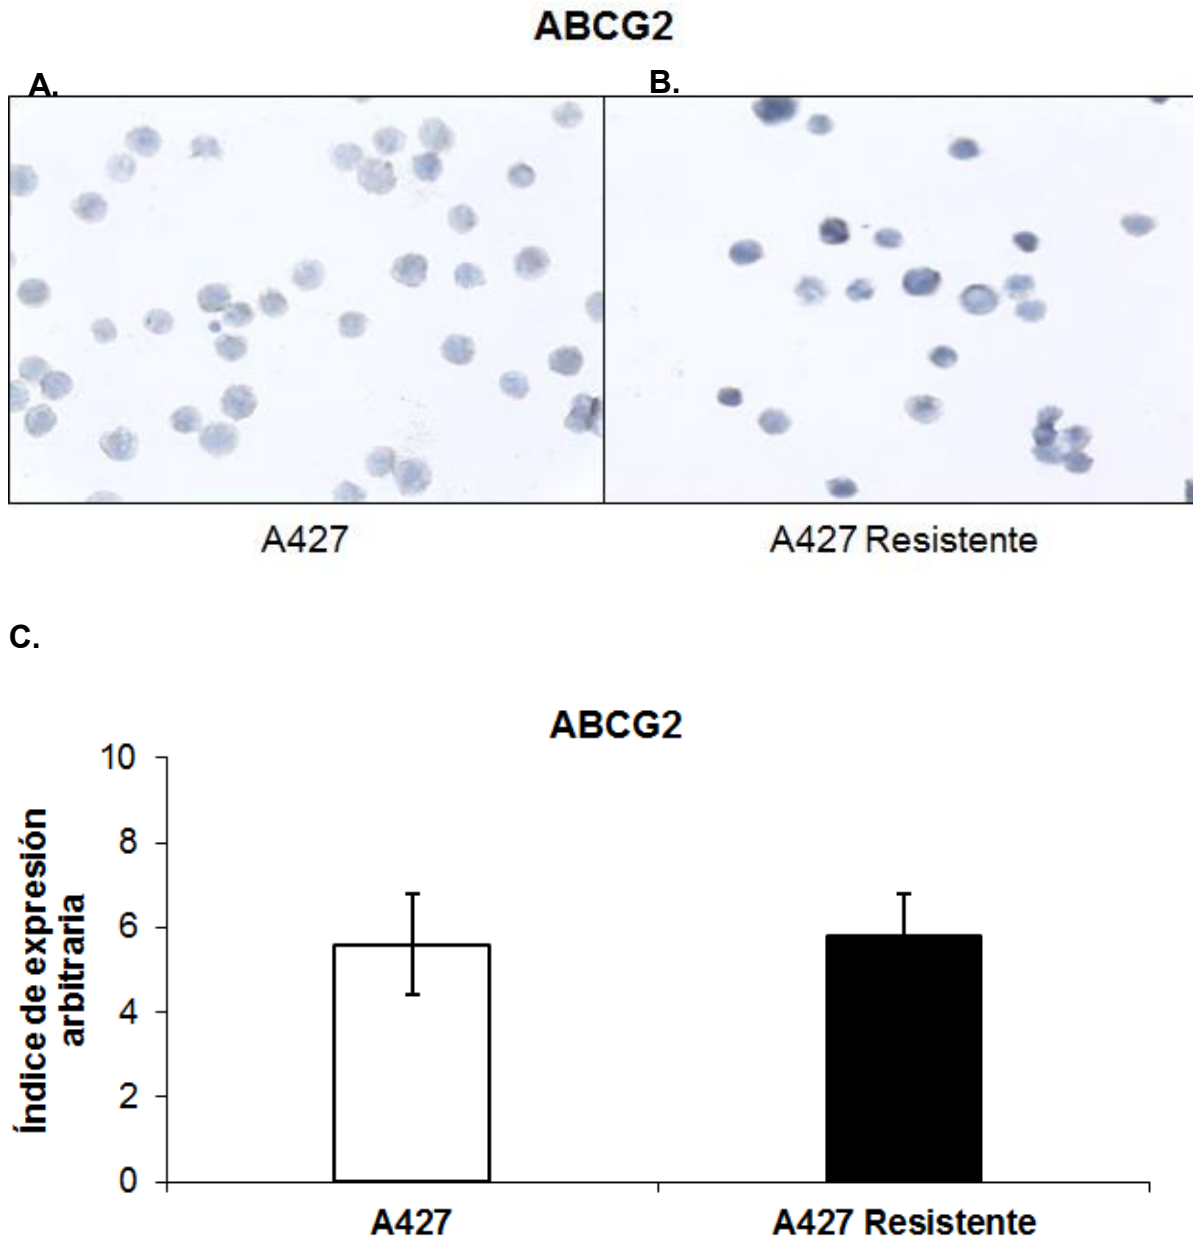 ABCG2
A.
B.
A427
A427 Resistente
C.
ABCG2
10
8
6
4
2
0
Índice de expresión
arbitraria
A427
A427 Resistente